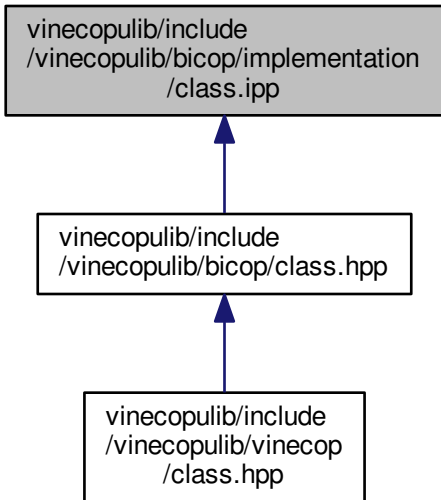 vinecopulib/include
/vinecopulib/bicop/implementation
/class.ipp
vinecopulib/include
/vinecopulib/bicop/class.hpp
vinecopulib/include
/vinecopulib/vinecop
/class.hpp